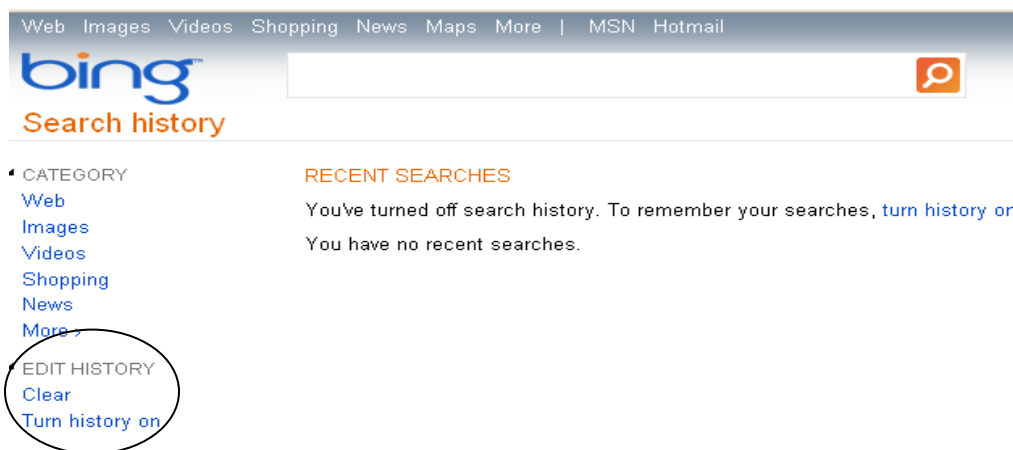 Web Images Videos Shopping News Maps More | MSN Hotmail
bing™
Search history
CATEGORY
Web
Images
Videos
Shopping
News
More >
EDIT HISTORY
Clear
Turn history on
RECENT SEARCHES
You've turned off search history. To remember your searches, turn history on
You have no recent searches.